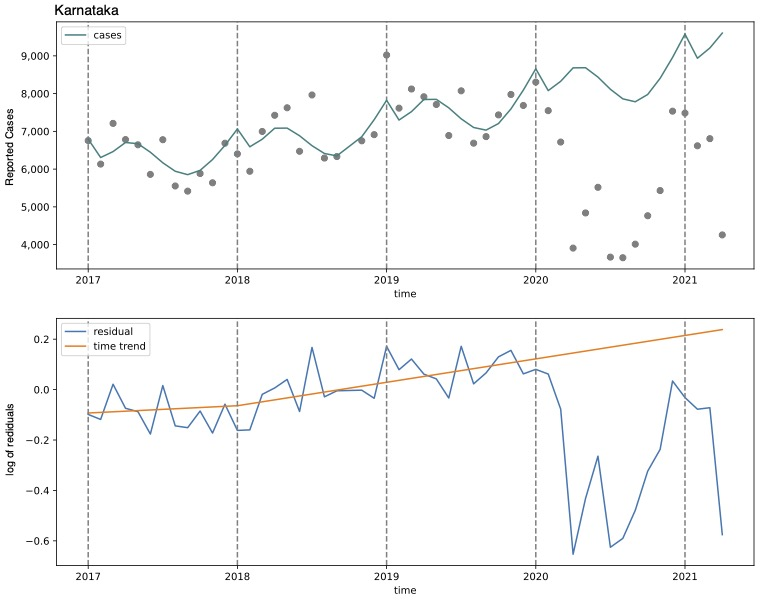 Karnataka
cases
9,000
8,000
7,000
6,000
5,000
4,000
Reported Cases
2017 2018 2019 2020 2021
time
residual
time trend
0.2
0.0
−0.2
−0.4
−0.6
log of rediduals
2017 2018 2019 2020 2021
time